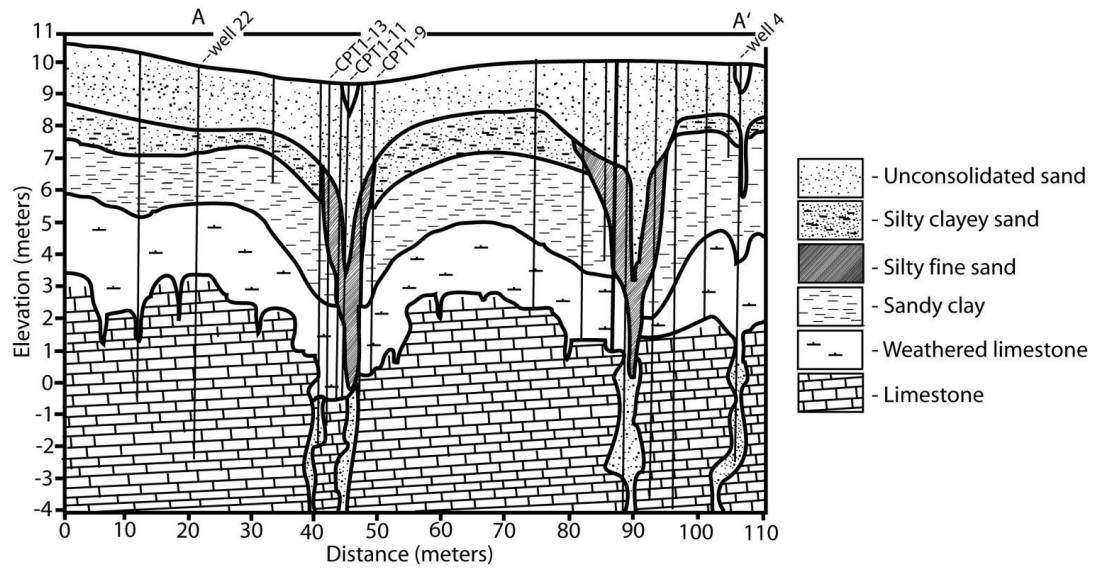 A
A'
--well 22
--CPT1-13
--CPT1-11
--CPT1-9
--well 4
11
10
9
8
7
6
5
4
3
2
1
0
-1
-2
-3
-4
Elevation (meters)
0 10 20 30 40 50 60 70 80 90 100 110
Distance (meters)
- Unconsolidated sand
- Silty clayey sand
- Silty fine sand
- Sandy clay
- Weathered limestone
- Limestone